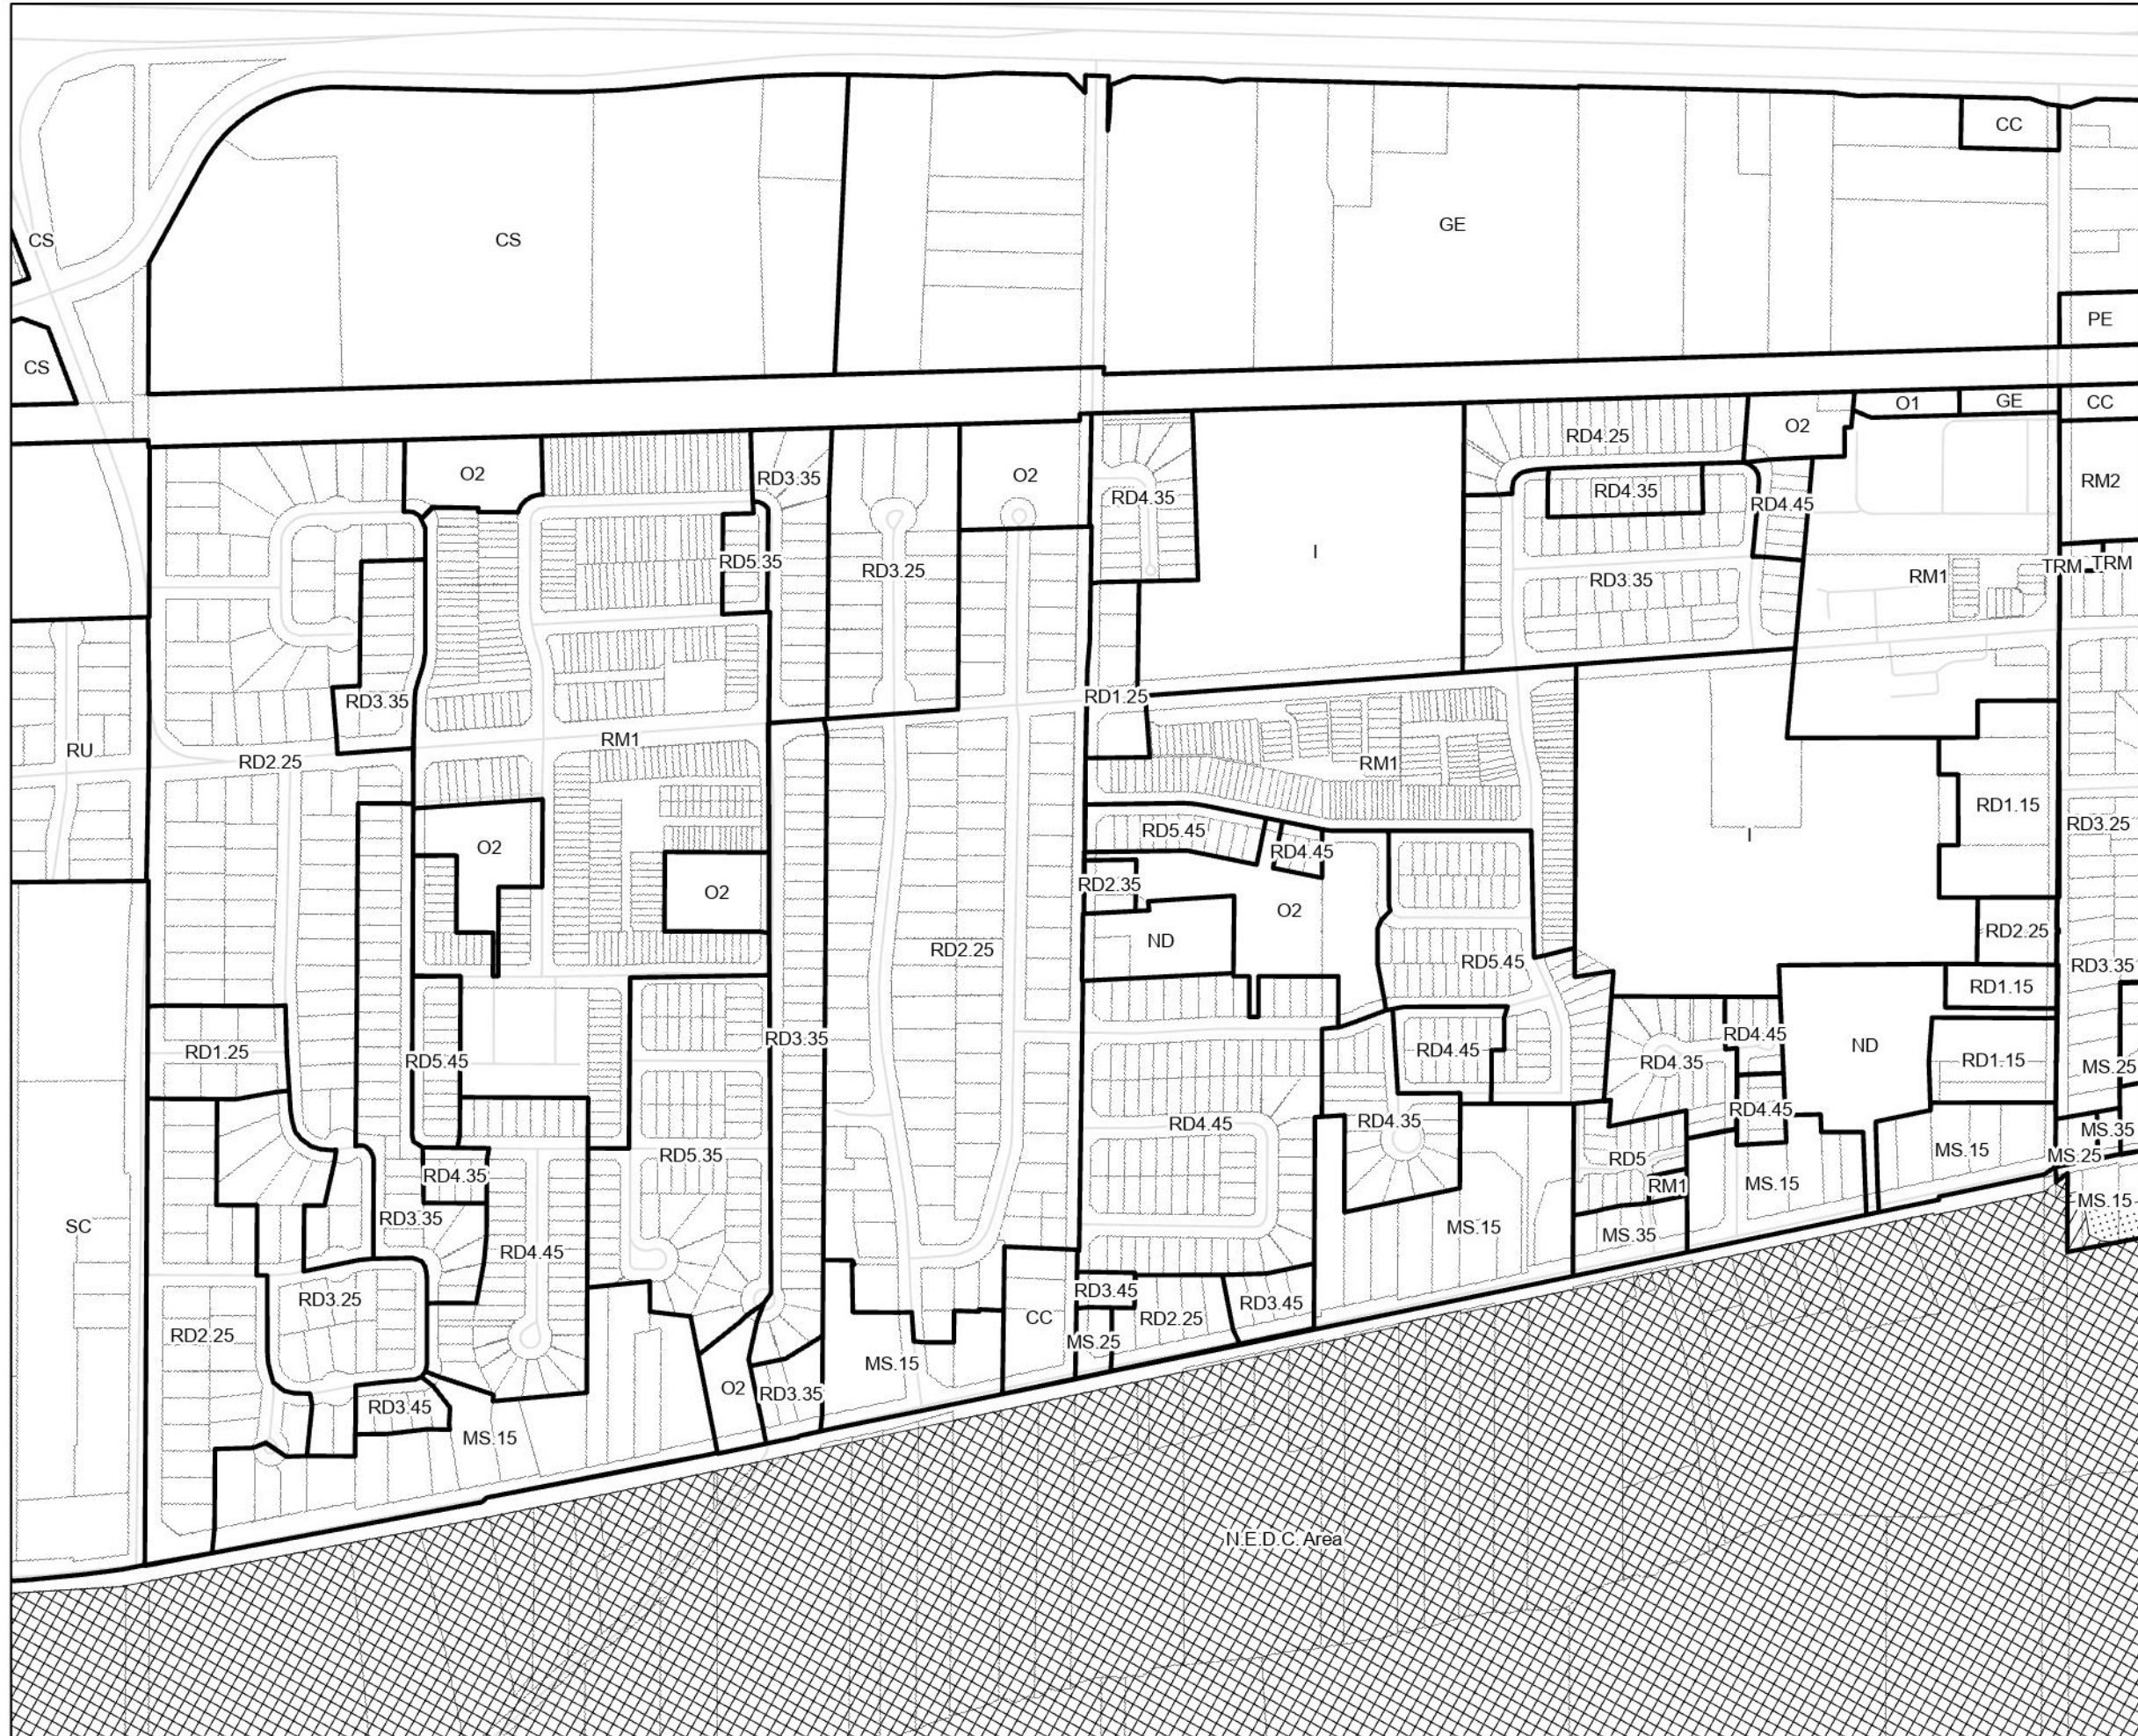 CC
CS
CS
GE
PE
CS
O1
GE
CC
RD4.25
O2
O2
RD3.35
O2
RD4.35
RD4.35
RD4.45
RM2
RD5.35
RD3.25
I
RD3.35
RM1
TRM
TRM
RD3.35
RD1.25
RU
RM1
RD2.25
RM1
RD1.15
RD3.25
RD5.45
I
O2
RD4.45
O2
RD2.35
O2
ND
RD2.25
RD2.25
RD5.45
RD3.35
RD1.15
RD1.25
RD3.35
RD5.45
RD4.45
RD4.45
RD4.35
ND
RD1.15
MS.25
RD4.45
RD4.35
RD4.45
MS.35
MS.15
RD5.35
RD5
MS.25
RD4.35
RM1
MS.15
MS.15
SC
RD3.35
MS.15
MS.35
RD4.45
RD3.25
RD3.45
RD3.45
RD2.25
CC
RD2.25
MS.25
MS.15
O2
RD3.35
RD3.45
MS.15
N.E.D.C. Area